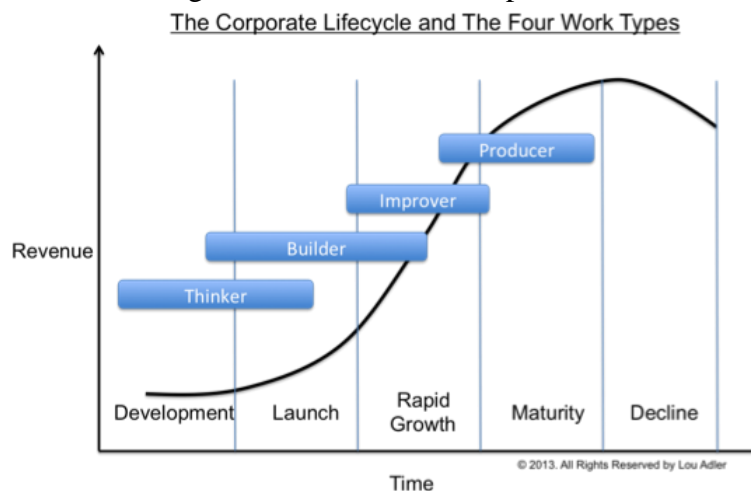 The Corporate Lifecycle and The Four Work Types
Producer
Improver
Revenue
Builder
Thinker
Development
Launch
Rapid
Growth
Maturity
Decline
© 2013. All Rights Reserved by Lou Adler
Time